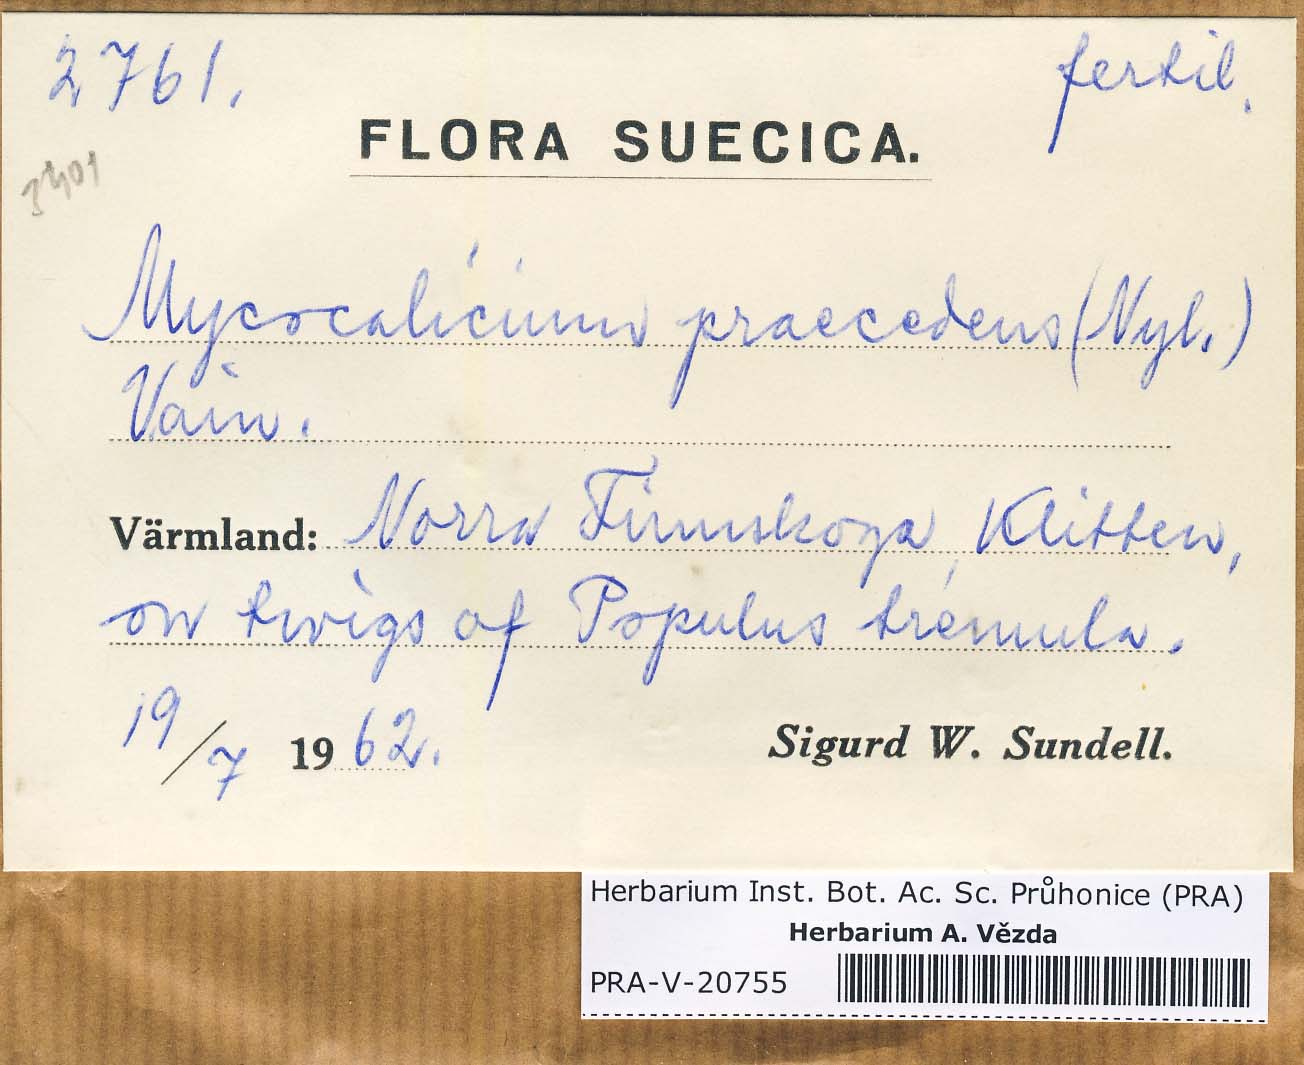 2761.
fertil.
FLORA SUECICA.
3401
Mycocalicium praecedens (Nyl.)
Vain.
Värmland: Norra Finnskoga, Klitten,
on twigs of Populus tremula.
19/7 1962.
Sigurd W. Sundell.
Herbarium Inst. Bot. Ac. Sc. Průhonice (PRA)
Herbarium A. Vězda
PRA-V-20755